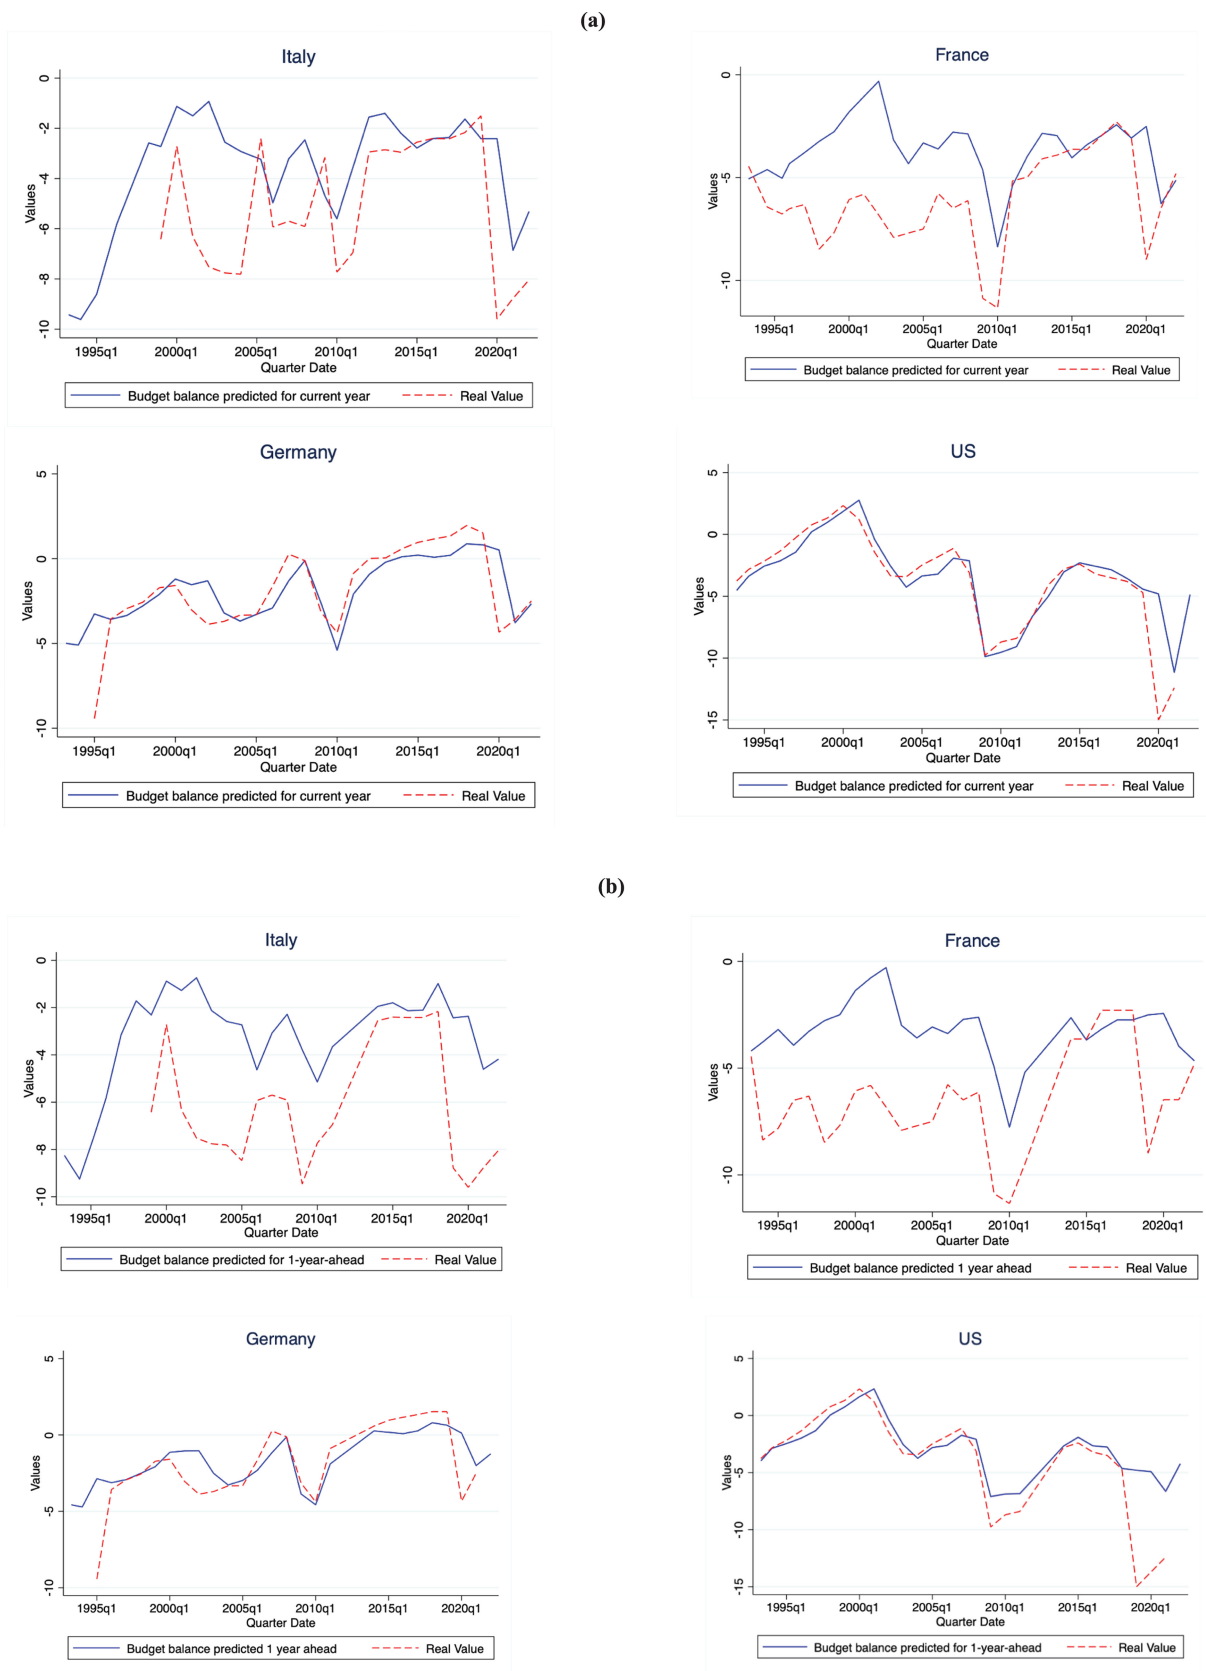 (a)
Italy
0
-2
-4
-6
-8
-10
Values
1995q1 2000q1 2005q1 2010q1 2015q1 2020q1
Quarter Date
Budget balance predicted for current year Real Value
France
0
-5
-10
Values
1995q1 2000q1 2005q1 2010q1 2015q1 2020q1
Quarter Date
Budget balance predicted for current year Real Value
Germany
5
0
-5
-10
Values
1995q1 2000q1 2005q1 2010q1 2015q1 2020q1
Quarter Date
Budget balance predicted for current year Real Value
US
5
0
-5
-10
-15
Values
1995q1 2000q1 2005q1 2010q1 2015q1 2020q1
Quarter Date
Budget balance predicted for current year Real Value
(b)
Italy
0
-2
-4
-6
-8
-10
Values
1995q1 2000q1 2005q1 2010q1 2015q1 2020q1
Quarter Date
Budget balance predicted for 1-year-ahead Real Value
France
0
-5
-10
Values
1995q1 2000q1 2005q1 2010q1 2015q1 2020q1
Quarter Date
Budget balance predicted 1 year ahead Real Value
Germany
5
0
-5
-10
Values
1995q1 2000q1 2005q1 2010q1 2015q1 2020q1
Quarter Date
Budget balance predicted 1 year ahead Real Value
US
5
0
-5
-10
-15
Values
1995q1 2000q1 2005q1 2010q1 2015q1 2020q1
Quarter Date
Budget balance predicted for 1-year-ahead Real Value